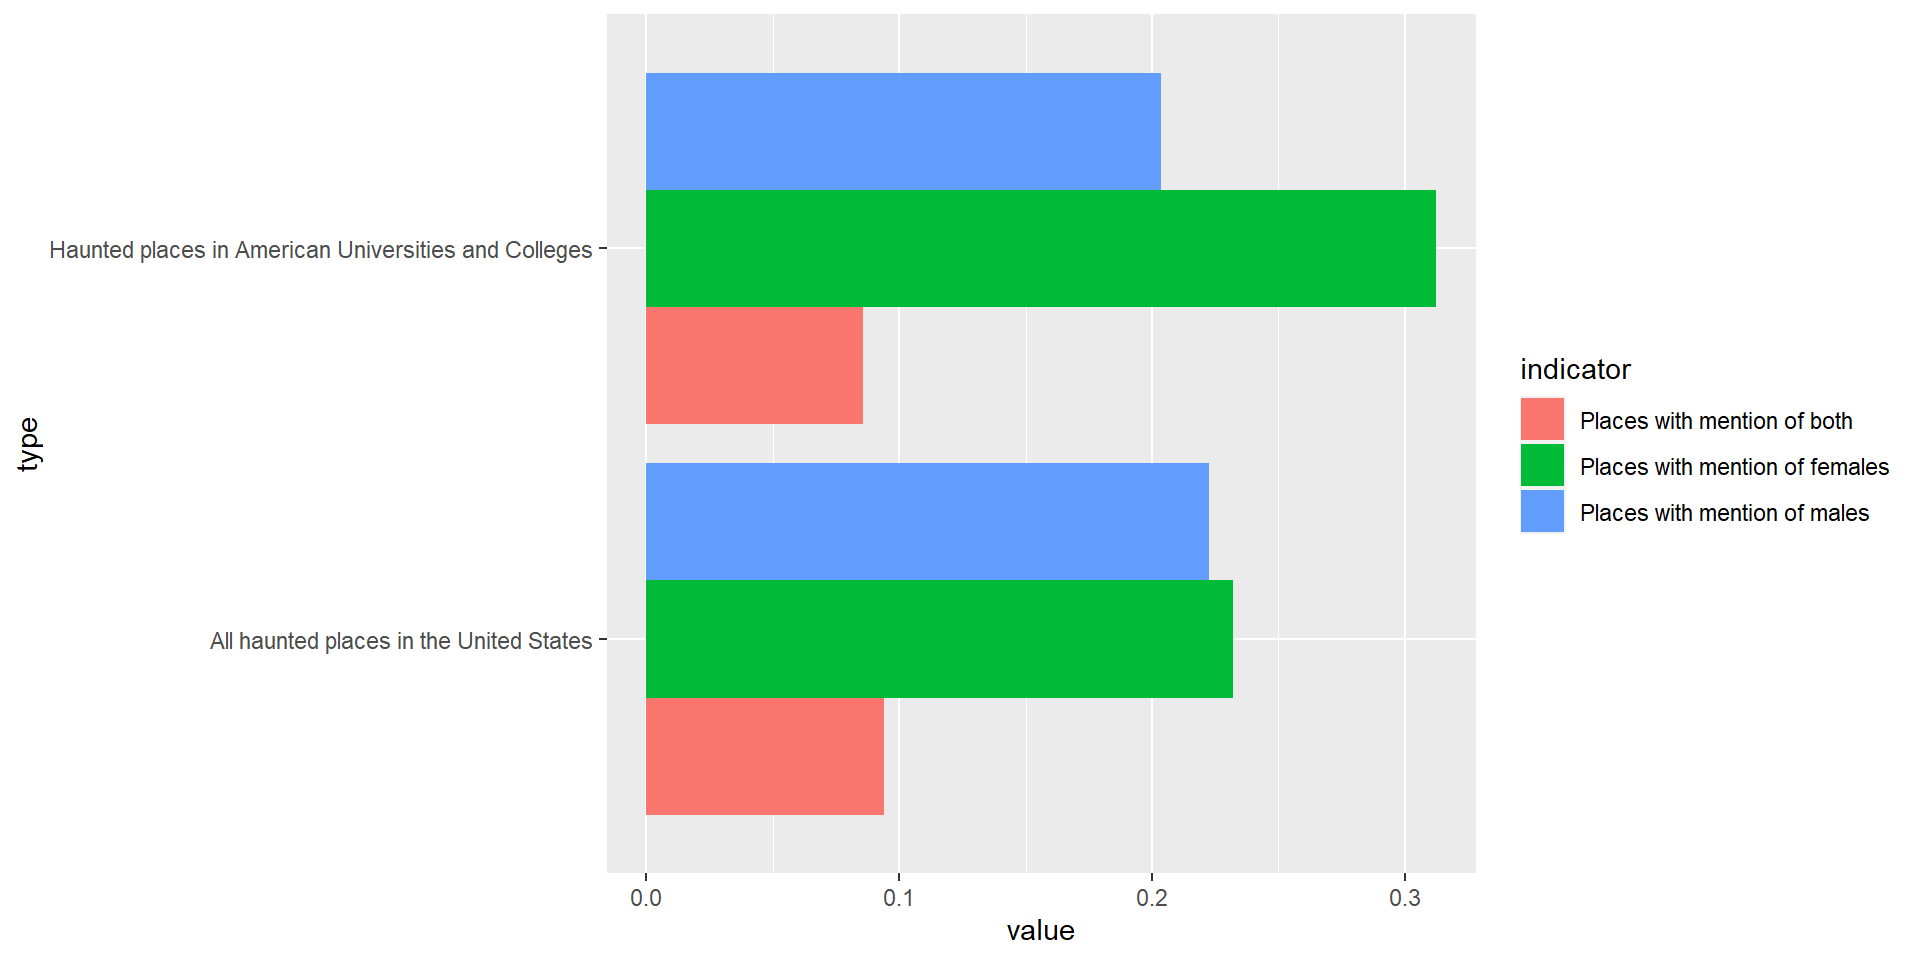 Haunted places in American Universities and Colleges
All haunted places in the United States
type
0.0 0.1 0.2 0.3
value
indicator
Places with mention of both
Places with mention of females
Places with mention of males